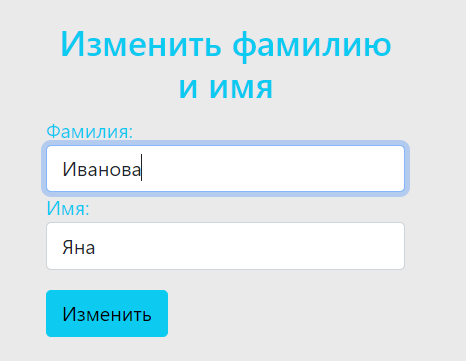 Изменить фамилию
и имя
Фамилия:
Иванова
Имя:
Яна
Изменить